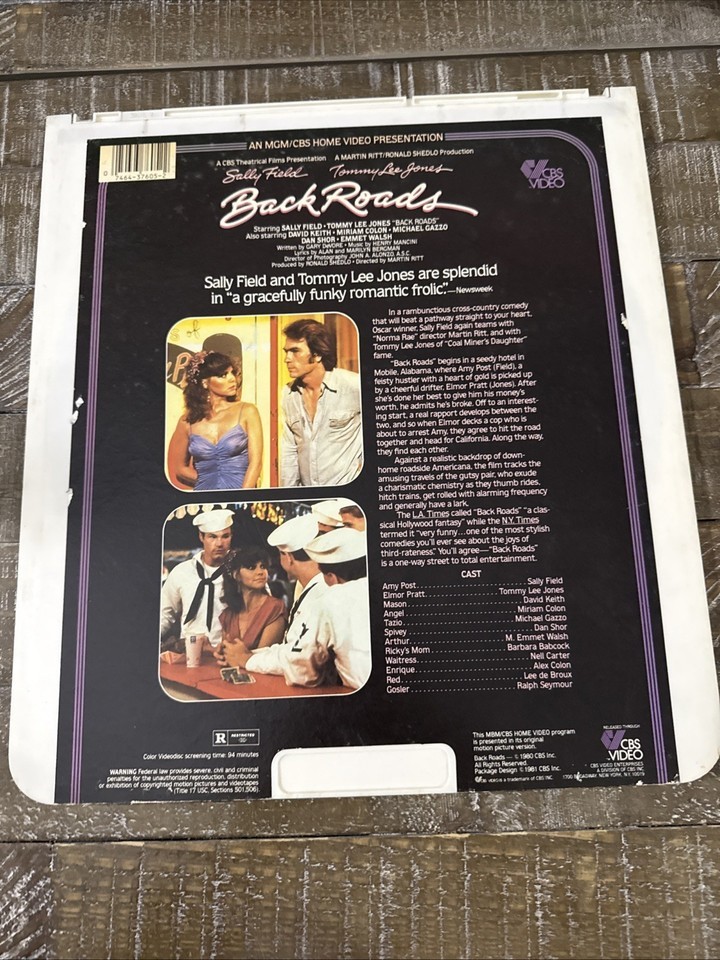 AN MGM/CBS HOME VIDEO PRESENTATION
0 7464-37605-2
A CBS Theatrical Films Presentation A MARTIN RITT/RONALD SHEDLO Production
Sally Field Tommy Lee Jones
CBS VIDEO
Back Roads
Starring SALLY FIELD • TOMMY LEE JONES "BACK ROADS"
Also starring DAVID KEITH • MIRIAM COLON • MICHAEL GAZZO
DAN SHOR • EMMET WALSH
Written by GARY DeVORE • Music by HENRY MANCINI
Lyrics by ALAN and MARILYN BERGMAN
Director of Photography JOHN A. ALONZO, A.S.C.
Produced by RONALD SHEDLO • Directed by MARTIN RITT
Sally Field and Tommy Lee Jones are splendid
in "a gracefully funky romantic frolic."—Newsweek
In a rambunctious cross-country comedy
that will beat a pathway straight to your heart,
Oscar winner, Sally Field again teams with
"Norma Rae" director Martin Ritt, and with
Tommy Lee Jones of "Coal Miner's Daughter"
fame.
"Back Roads" begins in a seedy hotel in
Mobile, Alabama, where Amy Post (Field), a
feisty hustler with a heart of gold is picked up
by a cheerful drifter, Elmor Pratt (Jones). After
she's done her best to give him his money's
worth, he admits he's broke. Off to an interest-
ing start, a real rapport develops between the
two, and so when Elmor decks a cop who is
about to arrest Amy, they agree to hit the road
together and head for California. Along the way,
they find each other.
Against a realistic backdrop of down-
home roadside Americana, the film tracks the
amusing travels of the gutsy pair, who exude
a charismatic chemistry as they thumb rides,
hitch trains, get rolled with alarming frequency
and generally have a lark.
The L.A. Times called "Back Roads" "a clas-
sical Hollywood fantasy" while the N.Y. Times
termed it "very funny...one of the most stylish
comedies you'll ever see about the joys of
third-rateness." You'll agree—"Back Roads"
is a one-way street to total entertainment.
CAST
Amy Post Sally Field
Elmor Pratt Tommy Lee Jones
Mason David Keith
Angel Miriam Colon
Tazio Michael Gazzo
Spivey Dan Shor
Arthur M. Emmet Walsh
Ricky's Mom Barbara Babcock
Waitress Nell Carter
Enrique Alex Colon
Red Lee de Broux
Gosler Ralph Seymour
R RESTRICTED
Color Videodisc screening time: 94 minutes
WARNING Federal law provides severe, civil and criminal
penalties for the unauthorized reproduction, distribution
or exhibition of copyrighted motion pictures and videotapes
(Title 17 USC, Sections 501, 506)
This MGM/CBS HOME VIDEO program
is presented in its original
motion picture version.
Back Roads — © 1980 CBS Inc.
All Rights Reserved.
Package Design © 1981 CBS Inc.
CBS VIDEO is a trademark of CBS INC.
RELEASED THROUGH
CBS VIDEO
CBS VIDEO ENTERPRISES
A DIVISION OF CBS INC
1700 BROADWAY, NEW YORK, N.Y. 10019